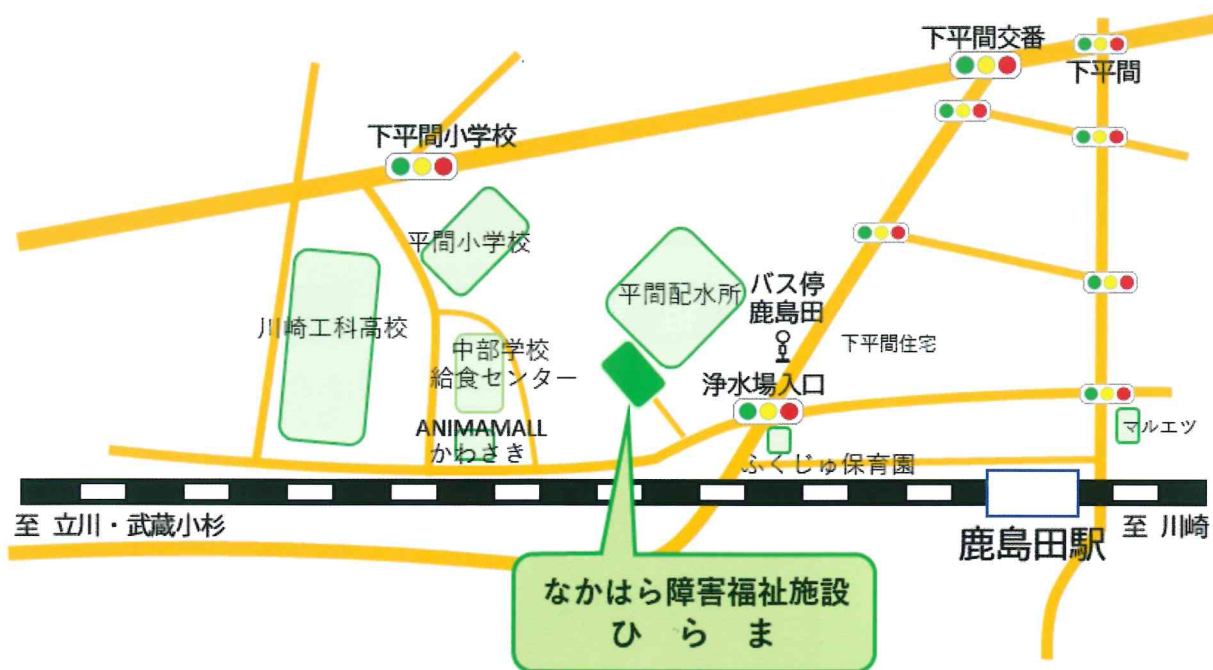 下平間交番
下平間
下平間小学校
平間小学校
平間配水所
バス停
鹿島田
川崎工科高校
下平間住宅
中部学校
給食センター
浄水場入口
ANIMAMALL
かわさき
マルエツ
ふくじゅ保育園
至 立川・武蔵小杉
鹿島田駅
至 川崎
なかはら障害福祉施設
ひ ら ま